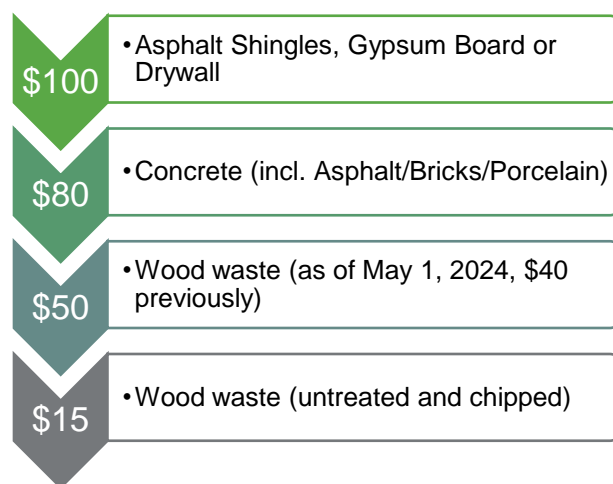 $100
•Asphalt Shingles, Gypsum Board or
Drywall
$80
•Concrete (incl. Asphalt/Bricks/Porcelain)
$50
•Wood waste (as of May 1, 2024, $40
previously)
$15
•Wood waste (untreated and chipped)